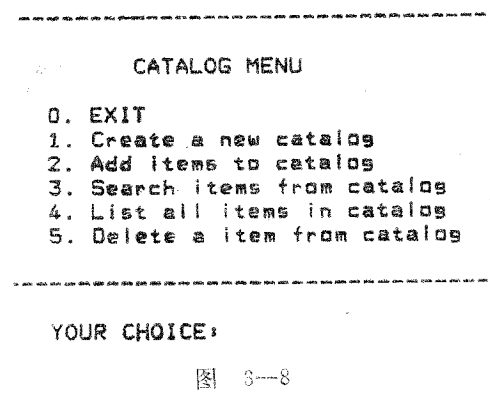 CATALOG MENU
0. EXIT
1. Create a new catalog
2. Add items to catalog
3. Search items from catalog
4. List all items in catalog
5. Delete a item from catalog
YOUR CHOICE:
图 8—8